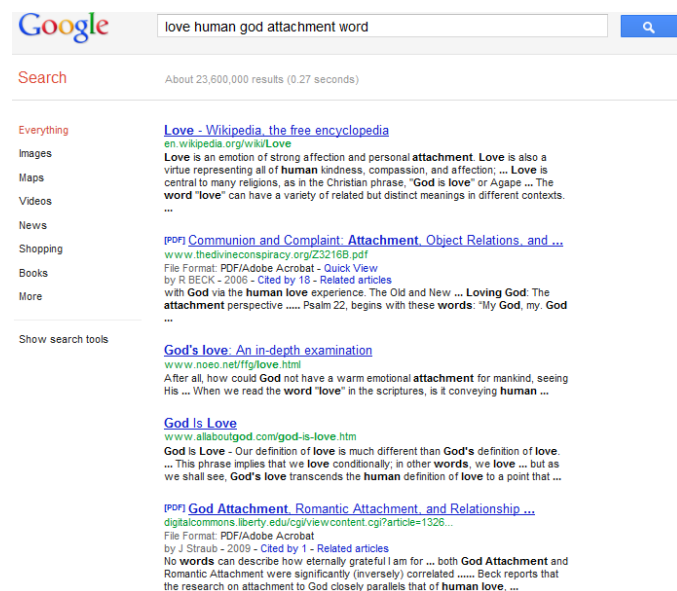 Google
love human god attachment word
Search
About 23,600,000 results (0.27 seconds)
Everything
Images
Maps
Videos
News
Shopping
Books
More
Show search tools
Love - Wikipedia, the free encyclopedia
en.wikipedia.org/wiki/Love
Love is an emotion of strong affection and personal attachment. Love is also a
virtue representing all of human kindness, compassion, and affection; ... Love is
central to many religions, as in the Christian phrase, "God is love" or Agape ... The
word "love" can have a variety of related but distinct meanings in different contexts.
...
[PDF] Communion and Complaint: Attachment, Object Relations, and ...
www.thedivineconspiracy.org/Z3216B.pdf
File Format: PDF/Adobe Acrobat - Quick View
by R BECK - 2006 - Cited by 18 - Related articles
with God via the human love experience. The Old and New ... Loving God: The
attachment perspective ..... Psalm 22, begins with these words: “My God, my. God
...
God's love: An in-depth examination
www.noeo.net/ffg/love.html
After all, how could God not have a warm emotional attachment for mankind, seeing
His ... When we read the word "love" in the scriptures, is it conveying human ...
God Is Love
www.allaboutgod.com/god-is-love.htm
God Is Love - Our definition of love is much different than God's definition of love.
... This phrase implies that we love conditionally; in other words, we love ... but as
we shall see, God's love transcends the human definition of love to a point that ...
[PDF] God Attachment, Romantic Attachment, and Relationship ...
digitalcommons.liberty.edu/cgi/viewcontent.cgi?article=1326...
File Format: PDF/Adobe Acrobat
by J Straub - 2009 - Cited by 1 - Related articles
No words can describe how eternally grateful I am for ... both God Attachment and
Romantic Attachment were significantly (inversely) correlated ...... Beck reports that
the research on attachment to God closely parallels that of human love, ...